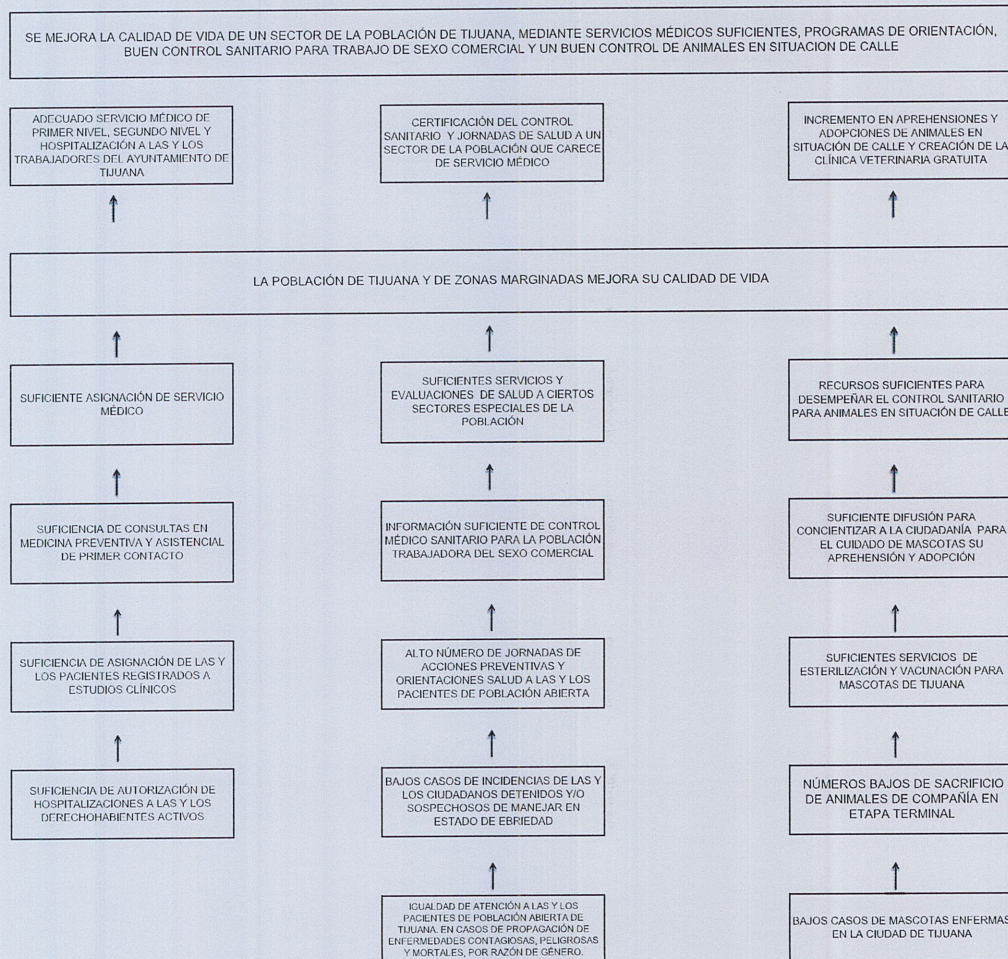 SE MEJORA LA CALIDAD DE VIDA DE UN SECTOR DE LA POBLACIÓN DE TIJUANA, MEDIANTE SERVICIOS MÉDICOS SUFICIENTES, PROGRAMAS DE ORIENTACIÓN,
BUEN CONTROL SANITARIO PARA TRABAJO DE SEXO COMERCIAL Y UN BUEN CONTROL DE ANIMALES EN SITUACION DE CALLE
ADECUADO SERVICIO MÉDICO DE
PRIMER NIVEL, SEGUNDO NIVEL Y
HOSPITALIZACIÓN A LAS Y LOS
TRABAJADORES DEL AYUNTAMIENTO DE
TIJUANA
CERTIFICACIÓN DEL CONTROL
SANITARIO Y JORNADAS DE SALUD A UN
SECTOR DE LA POBLACIÓN QUE CARECE
DE SERVICIO MÉDICO
INCREMENTO EN APREHENSIONES Y
ADOPCIONES DE ANIMALES EN
SITUACIÓN DE CALLE Y CREACIÓN DE LA
CLÍNICA VETERINARIA GRATUITA
LA POBLACIÓN DE TIJUANA Y DE ZONAS MARGINADAS MEJORA SU CALIDAD DE VIDA
SUFICIENTE ASIGNACIÓN DE SERVICIO
MÉDICO
SUFICIENTES SERVICIOS Y
EVALUACIONES DE SALUD A CIERTOS
SECTORES ESPECIALES DE LA
POBLACIÓN
RECURSOS SUFICIENTES PARA
DESEMPEÑAR EL CONTROL SANITARIO
PARA ANIMALES EN SITUACIÓN DE CALLE
SUFICIENCIA DE CONSULTAS EN
MEDICINA PREVENTIVA Y ASISTENCIAL
DE PRIMER CONTACTO
INFORMACIÓN SUFICIENTE DE CONTROL
MÉDICO SANITARIO PARA LA POBLACIÓN
TRABAJADORA DEL SEXO COMERCIAL
SUFICIENTE DIFUSIÓN PARA
CONCIENTIZAR A LA CIUDADANÍA PARA
EL CUIDADO DE MASCOTAS SU
APREHENSIÓN Y ADOPCIÓN
SUFICIENCIA DE ASIGNACIÓN DE LAS Y
LOS PACIENTES REGISTRADOS A
ESTUDIOS CLÍNICOS
ALTO NÚMERO DE JORNADAS DE
ACCIONES PREVENTIVAS Y
ORIENTACIONES SALUD A LAS Y LOS
PACIENTES DE POBLACIÓN ABIERTA
SUFICIENTES SERVICIOS DE
ESTERILIZACIÓN Y VACUNACIÓN PARA
MASCOTAS DE TIJUANA
SUFICIENCIA DE AUTORIZACIÓN DE
HOSPITALIZACIONES A LAS Y LOS
DERECHOHABIENTES ACTIVOS
BAJOS CASOS DE INCIDENCIAS DE LAS Y
LOS CIUDADANOS DETENIDOS Y/O
SOSPECHOSOS DE MANEJAR EN
ESTADO DE EBRIEDAD
NÚMEROS BAJOS DE SACRIFICIO
DE ANIMALES DE COMPAÑÍA EN
ETAPA TERMINAL
IGUALDAD DE ATENCIÓN A LAS Y LOS
PACIENTES DE POBLACIÓN ABIERTA DE
TIJUANA. EN CASOS DE PROPAGACIÓN DE
ENFERMEDADES CONTAGIOSAS, PELIGROSAS
Y MORTALES, POR RAZÓN DE GÉNERO.
BAJOS CASOS DE MASCOTAS ENFERMAS
EN LA CIUDAD DE TIJUANA